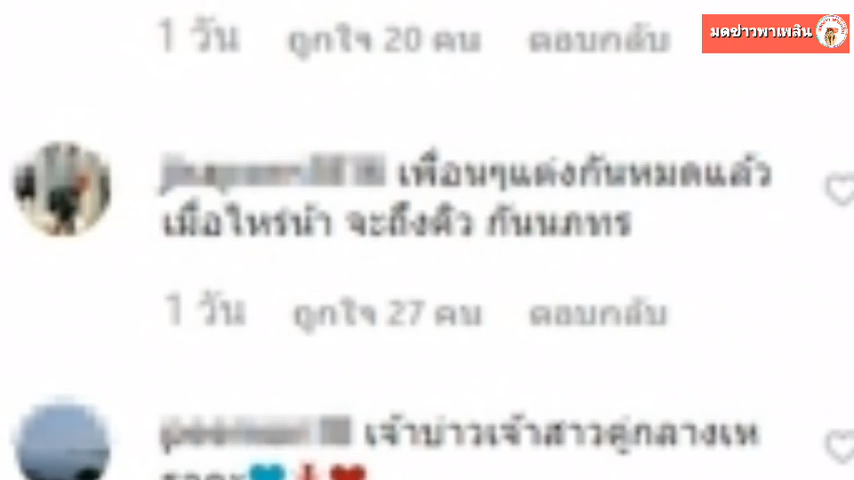 มดข่าวพาเพลิน
1 วัน ถูกใจ 20 คน ตอบกลับ
เพื่อนๆแต่งกันหมดแล้ว
เมื่อไหร่น้า จะถึงคิว กันนภัทร
1 วัน ถูกใจ 27 คน ตอบกลับ
เจ้าบ่าวเจ้าสาวคู่กลางเห